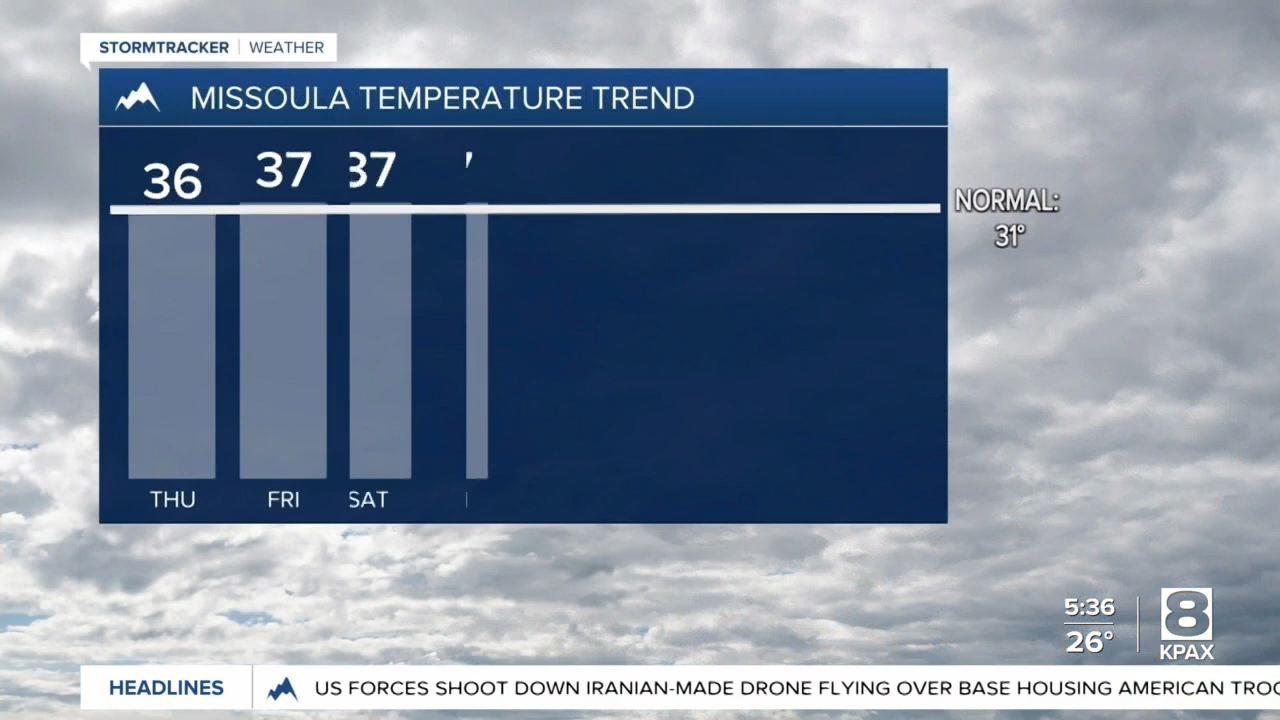 STORMTRACKER | WEATHER
MISSOULA TEMPERATURE TREND
36 37 37
NORMAL:
31°
THU FRI SAT
5:36
26°
8
KPAX
HEADLINES US FORCES SHOOT DOWN IRANIAN-MADE DRONE FLYING OVER BASE HOUSING AMERICAN